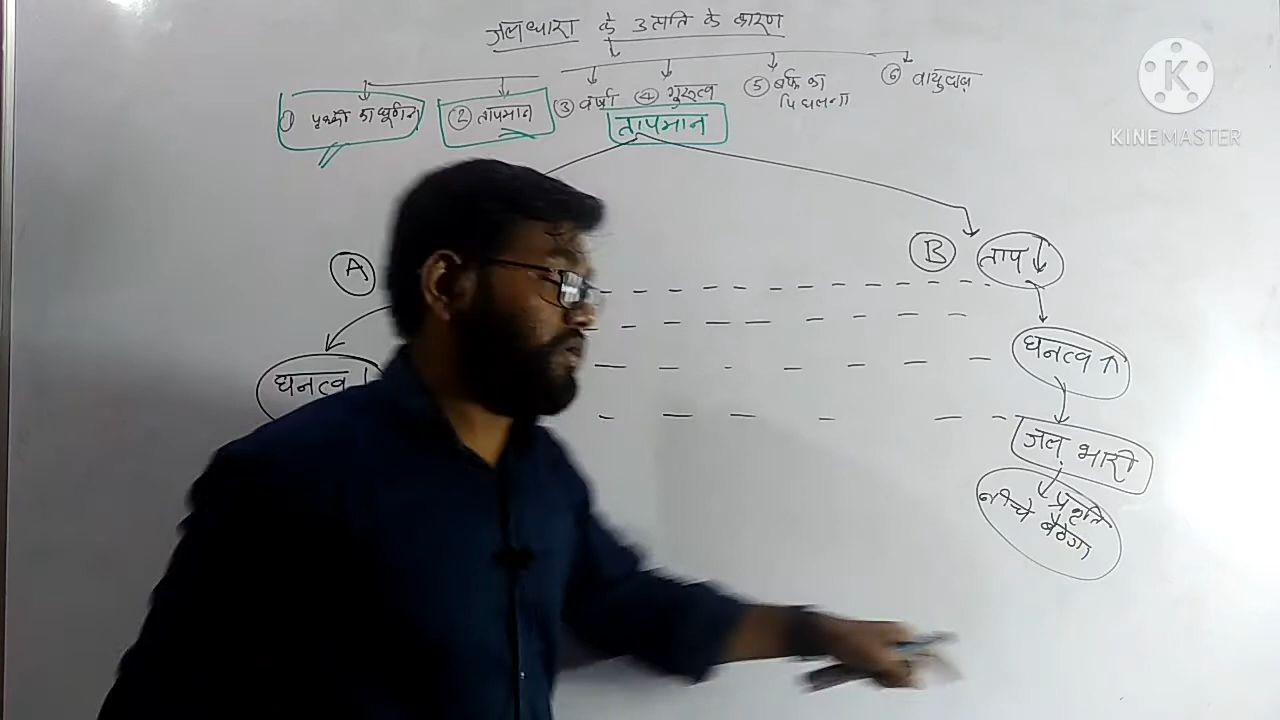 जलधारा के उत्पति के कारण
① पृथ्वी का घूर्णन
② तापमान
③ वर्षा
④ गुरुत्व
⑤ बर्फ का
पिघलना
⑥ वायुदाब
तापमान
A
घनत्व ↓
B
ताप ↓
घनत्व ↑
जल भारी
प्रवृति
नीचे बैठेगा
K
KINEMASTER